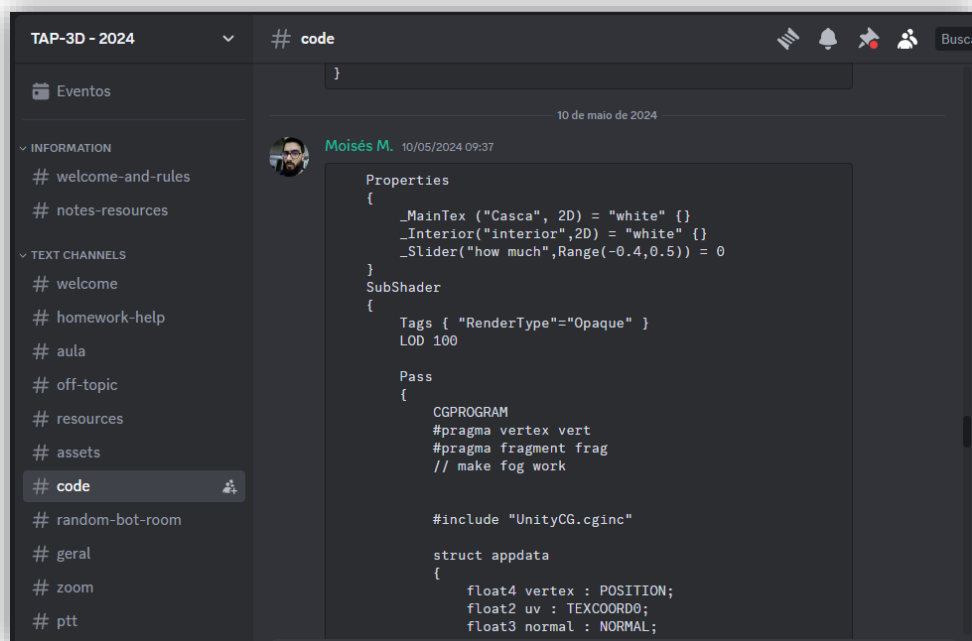 TAP-3D - 2024
Eventos
INFORMATION
# welcome-and-rules
# notes-resources
TEXT CHANNELS
# welcome
# homework-help
# aula
# off-topic
# resources
# assets
# code
# random-bot-room
# geral
# zoom
# ptt
# code
Busca
}
10 de maio de 2024
Moisés M. 10/05/2024 09:37
Properties
{
_MainTex ("Casca", 2D) = "white" {}
_Interior("interior",2D) = "white" {}
_Slider("how much",Range(-0.4,0.5)) = 0
}
SubShader
{
Tags { "RenderType"="Opaque" }
LOD 100
Pass
{
CGPROGRAM
#pragma vertex vert
#pragma fragment frag
// make fog work
#include "UnityCG.cginc"
struct appdata
{
float4 vertex : POSITION;
float2 uv : TEXCOORD0;
float3 normal : NORMAL;